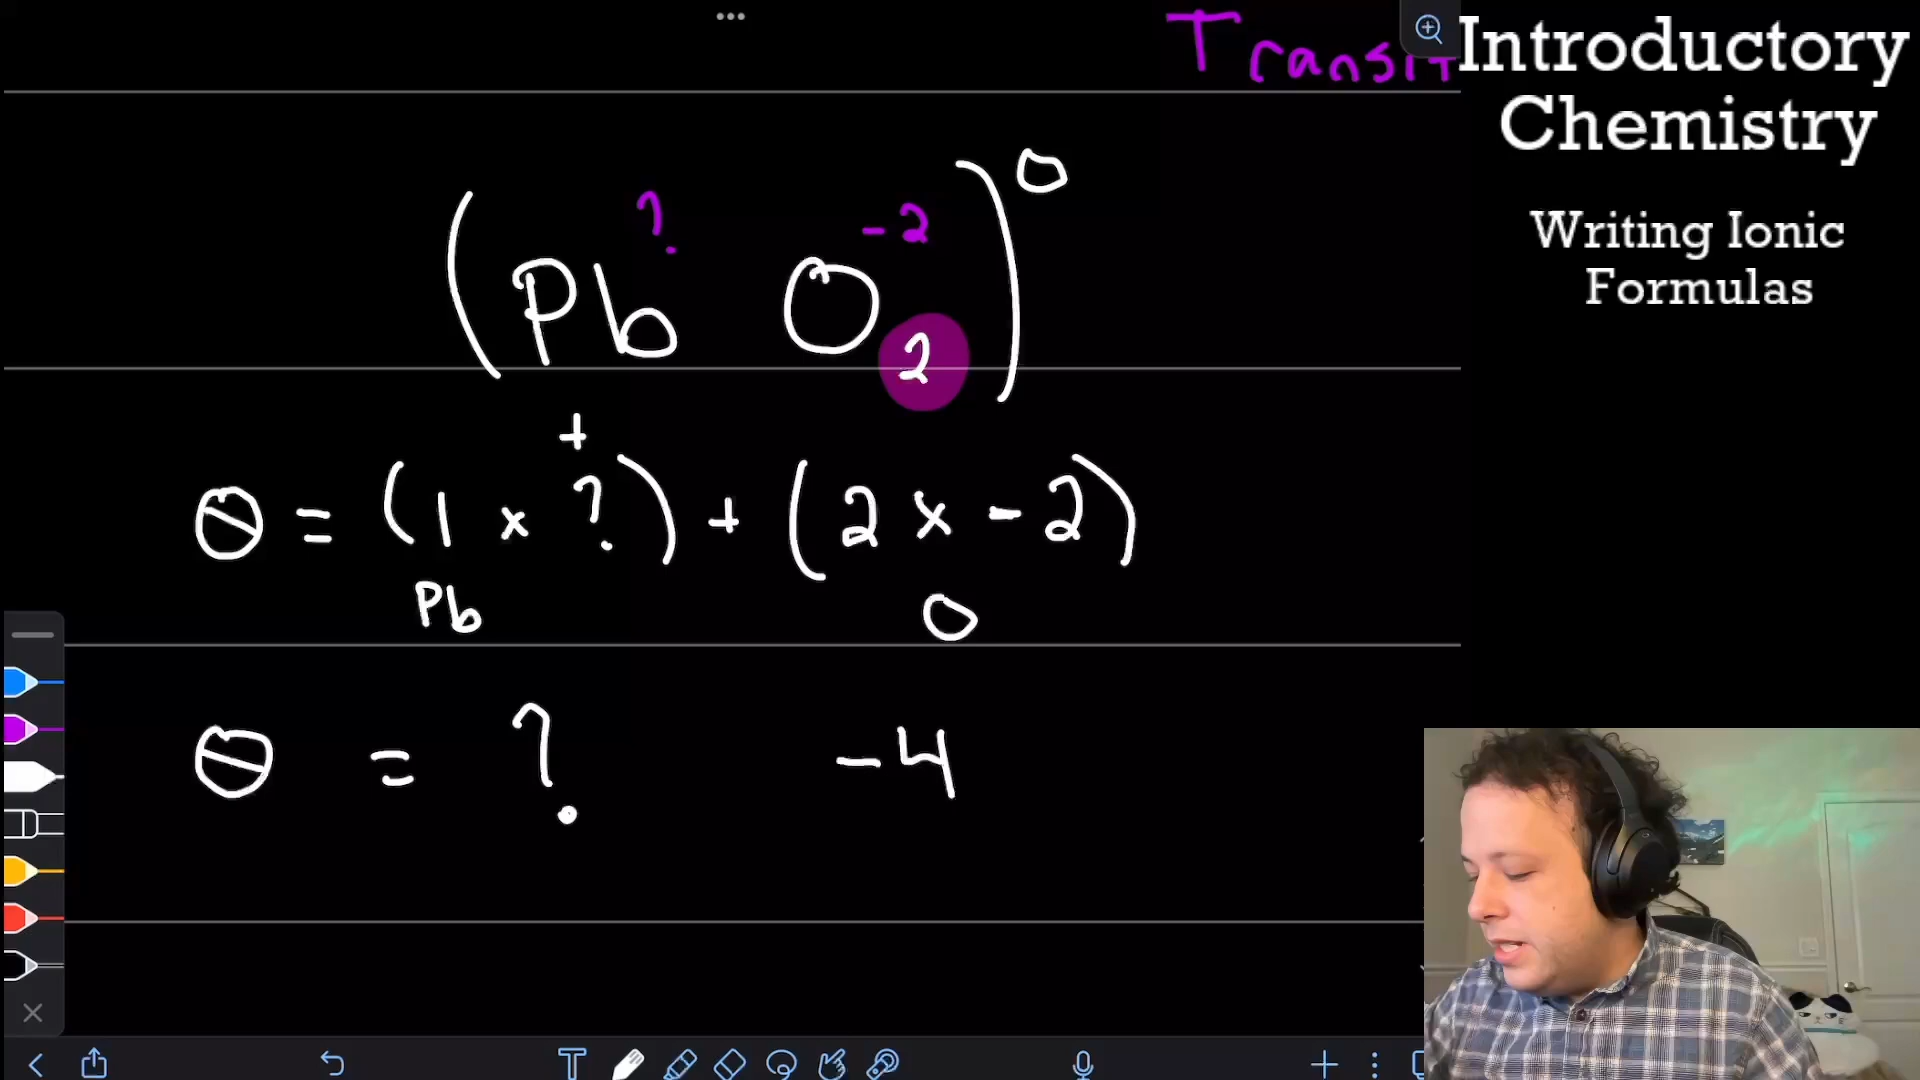 Transit
Introductory
Chemistry
Writing Ionic
Formulas
(Pb? O-2 2)0
+
0 = (1 x ?) + (2 x -2)
Pb O
0 = ? -4
T